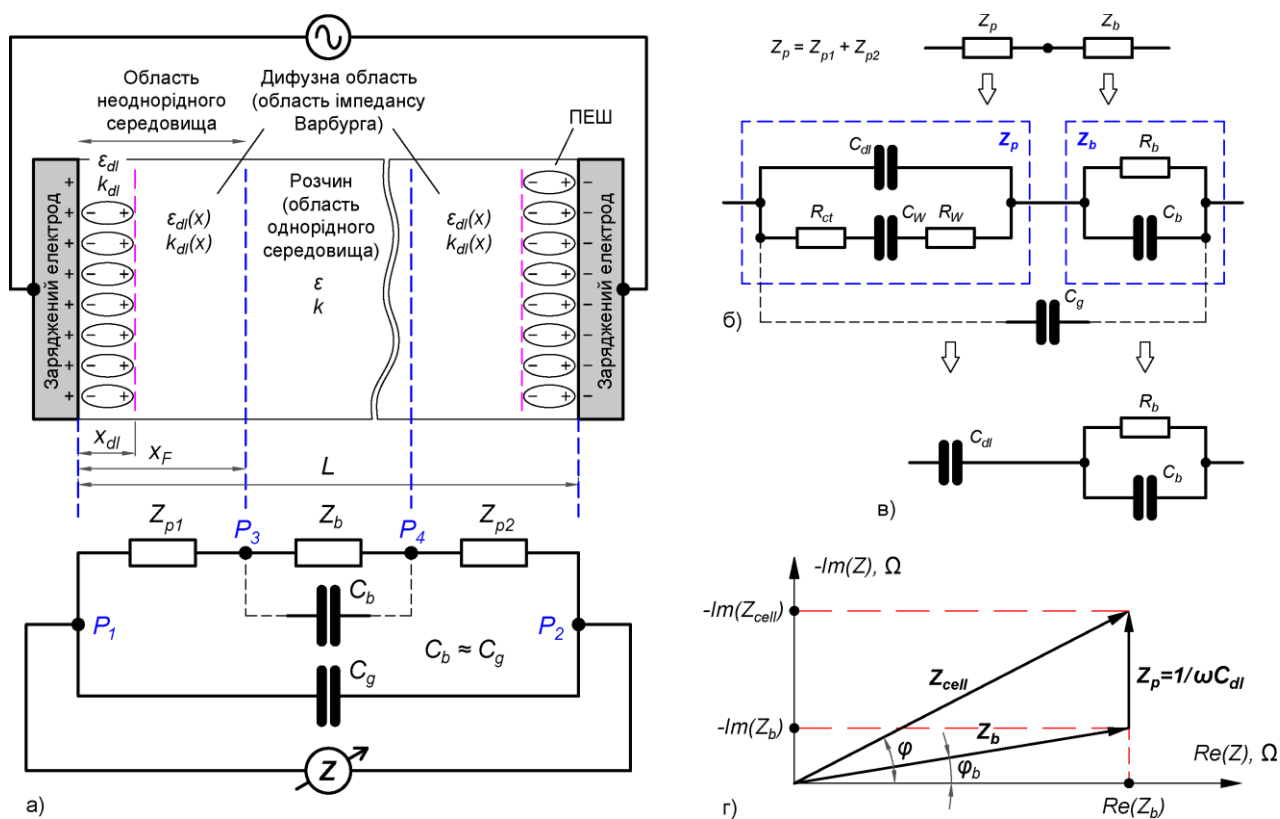 Область
неоднорідного
середовища
Дифузна область
(область імпедансу
Варбурга)
ПЕШ
Заряджений електрод
ε_dl
k_dl
+
+
+
+
+
+
+
+
− +
− +
− +
− +
− +
− +
− +
ε_dl(x)
k_dl(x)
Розчин
(область
однорідного
середовища)
ε
k
ε_dl(x)
k_dl(x)
− +
− +
− +
− +
− +
− +
− +
− +
−
−
−
−
−
−
−
−
Заряджений електрод
x_dl
x_F
L
Z_p1
P_3
Z_b
P_4
Z_p2
C_b
P_1
P_2
C_b ≈ C_g
C_g
Z
а)
Z_p = Z_p1 + Z_p2
Z_p
Z_b
C_dl
Z_p
Z_b
R_b
R_ct
C_W
R_W
C_b
C_g
б)
R_b
C_dl
C_b
в)
-Im(Z), Ω
-Im(Z_cell)
Z_cell
Z_p=1/ωC_dl
-Im(Z_b)
Z_b
φ
φ_b
Re(Z), Ω
Re(Z_b)
г)